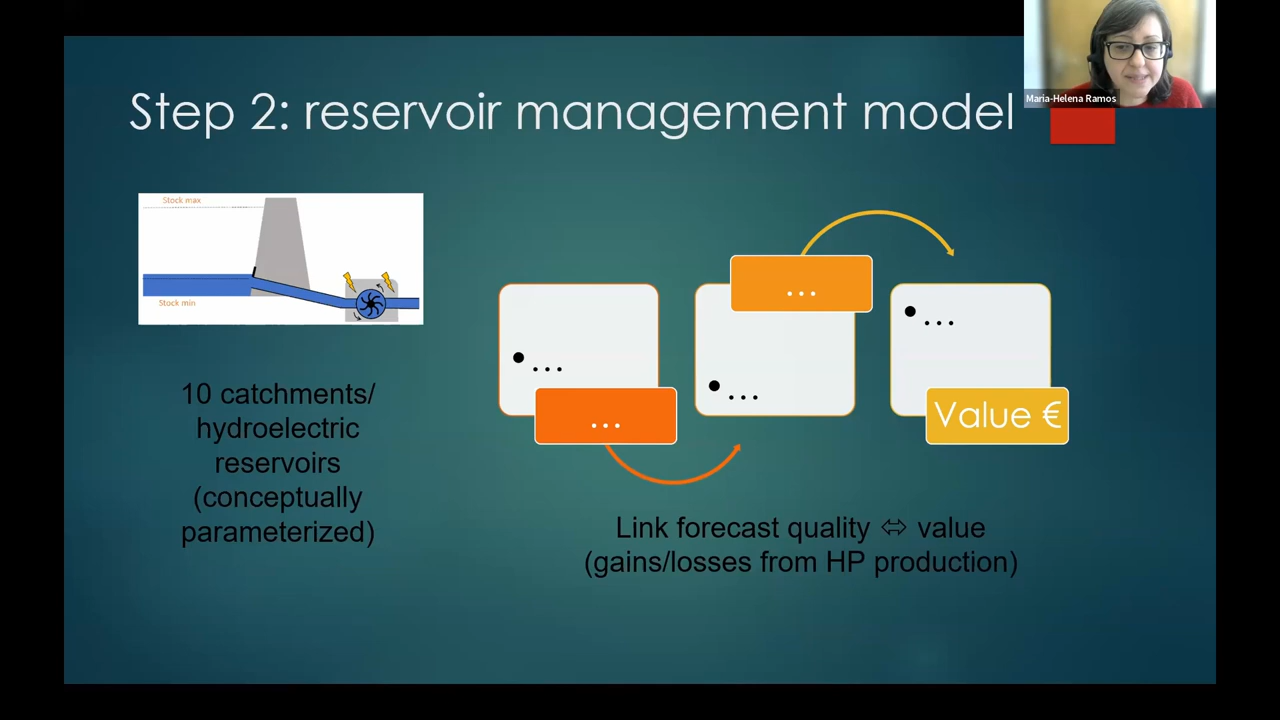 Maria-Helena Ramos
Step 2: reservoir management model
Stock max
Stock min
10 catchments/
hydroelectric
reservoirs
(conceptually
parameterized)
• ...
...
...
• ...
• ...
Value €
Link forecast quality ⇔ value
(gains/losses from HP production)